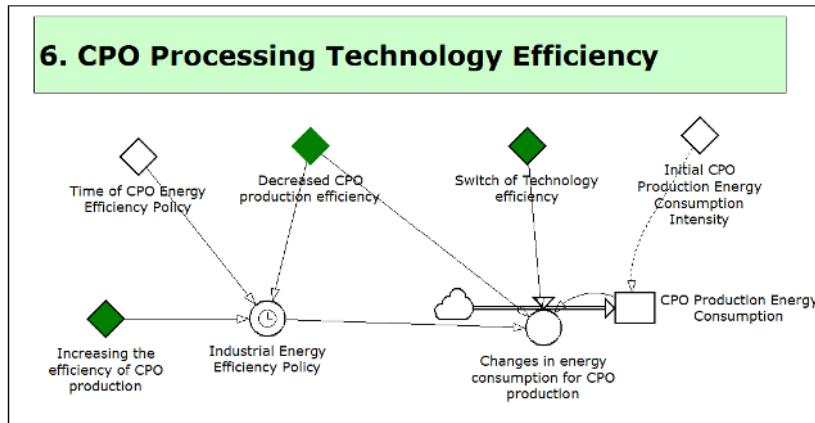 6. CPO Processing Technology Efficiency
Time of CPO Energy
Efficiency Policy
Decreased CPO
production efficiency
Switch of Technology
efficiency
Initial CPO
Production Energy
Consumption
Intensity
Increasing the
efficiency of CPO
production
Industrial Energy
Efficiency Policy
Changes in energy
consumption for CPO
production
CPO Production Energy
Consumption